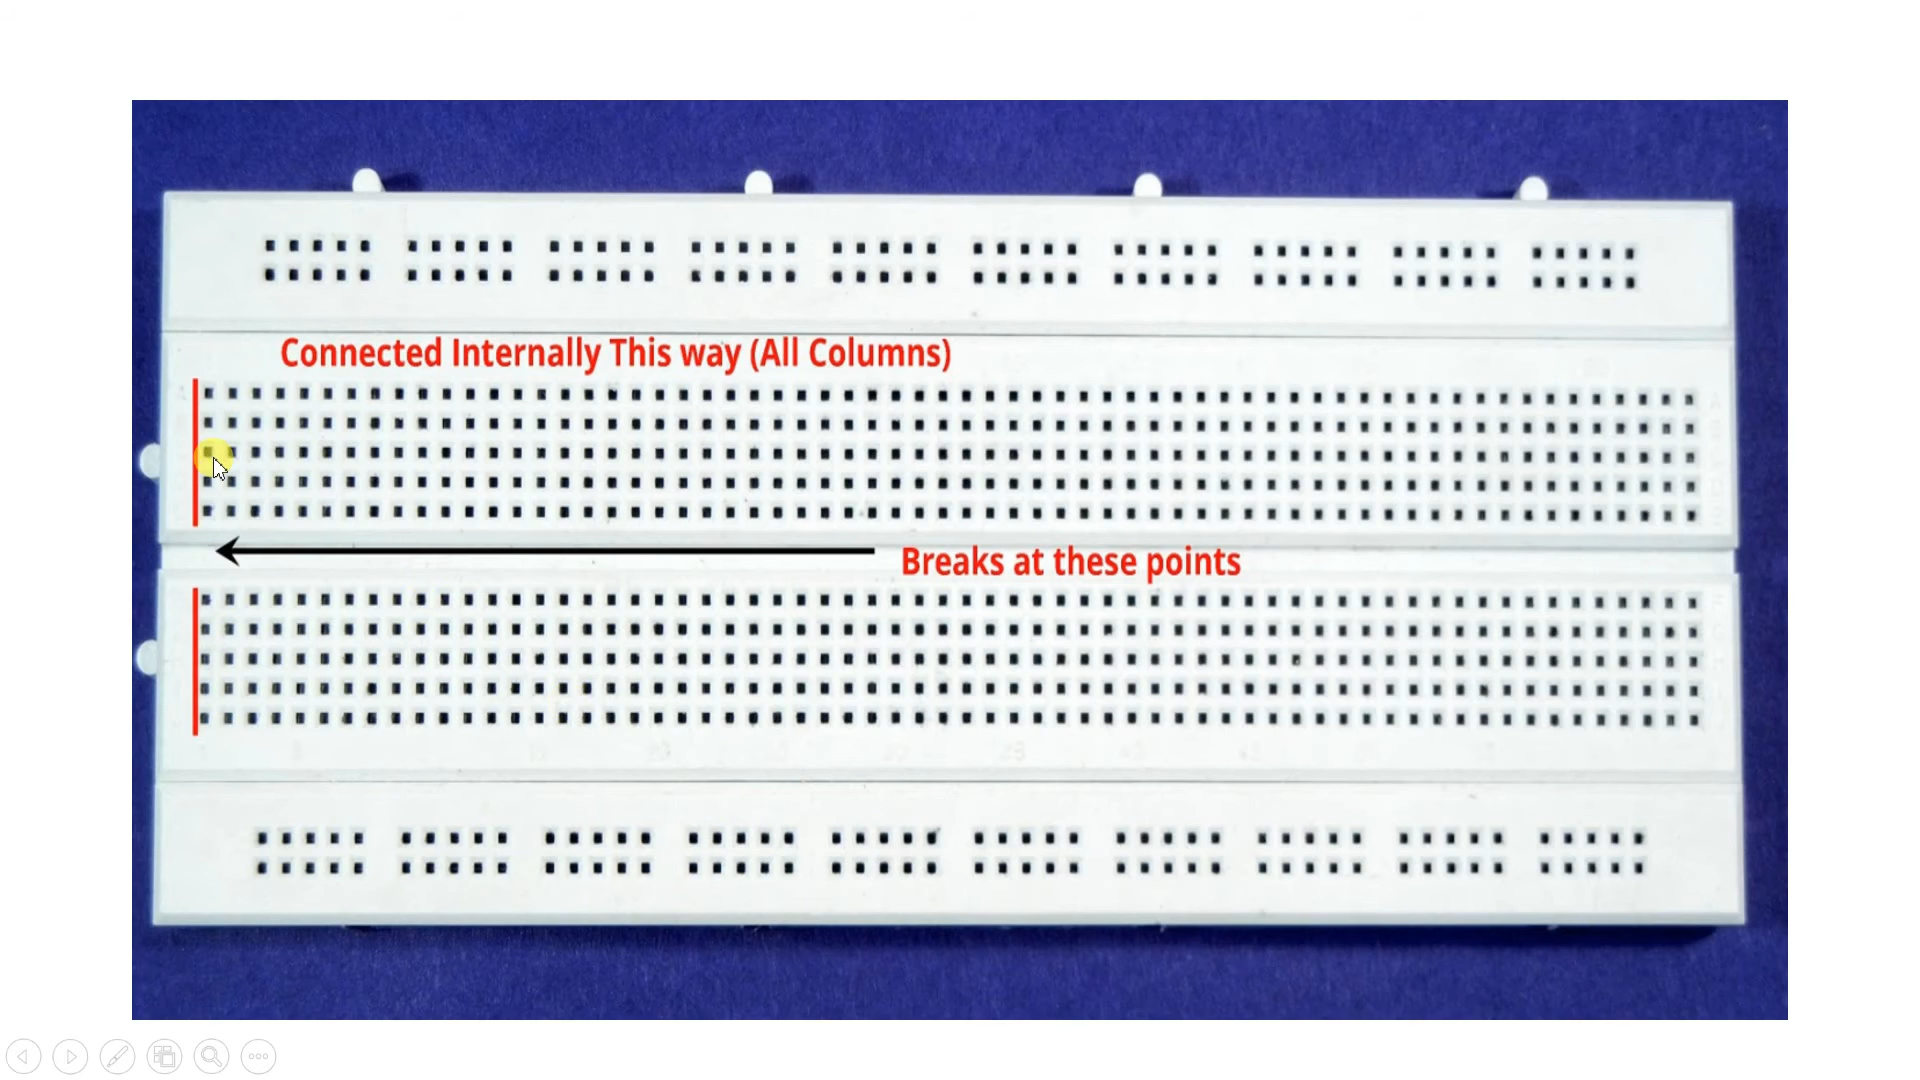 Connected Internally This way (All Columns)
Breaks at these points